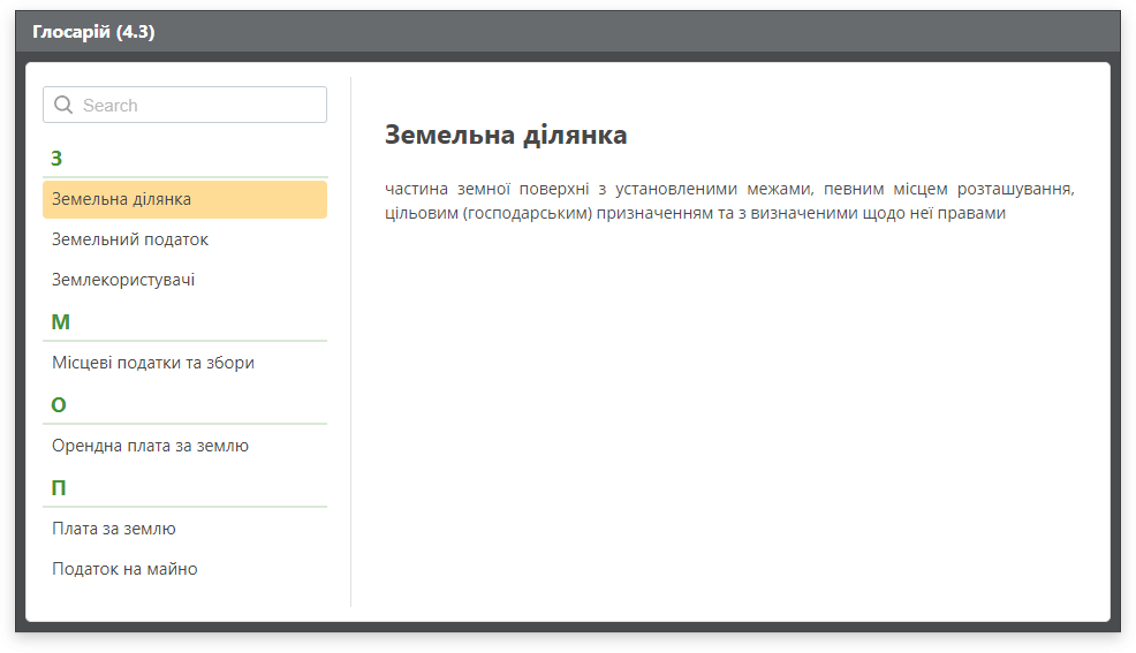 Глосарій (4.3)
Search
З
Земельна ділянка
Земельний податок
Землекористувачі
М
Місцеві податки та збори
О
Орендна плата за землю
П
Плата за землю
Податок на майно
Земельна ділянка
частина земної поверхні з установленими межами, певним місцем розташування,
цільовим (господарським) призначенням та з визначеними щодо неї правами